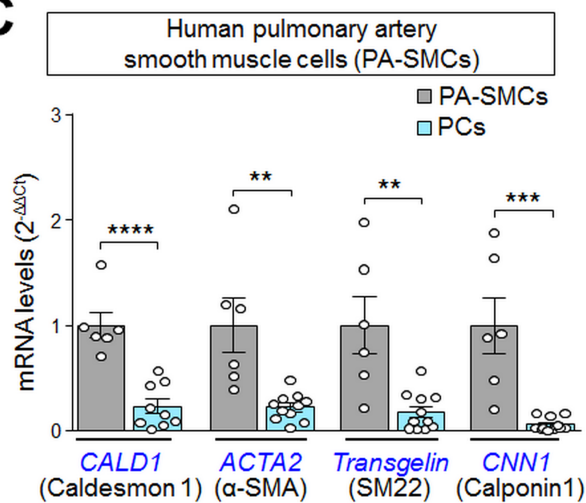 C
Human pulmonary artery
smooth muscle cells (PA-SMCs)
PA-SMCs
PCs
mRNA levels (2-ΔΔCt)
3
2
1
0
****
**
**
***
CALD1 ACTA2 Transgelin CNN1
(Caldesmon 1) (α-SMA) (SM22) (Calponin1)